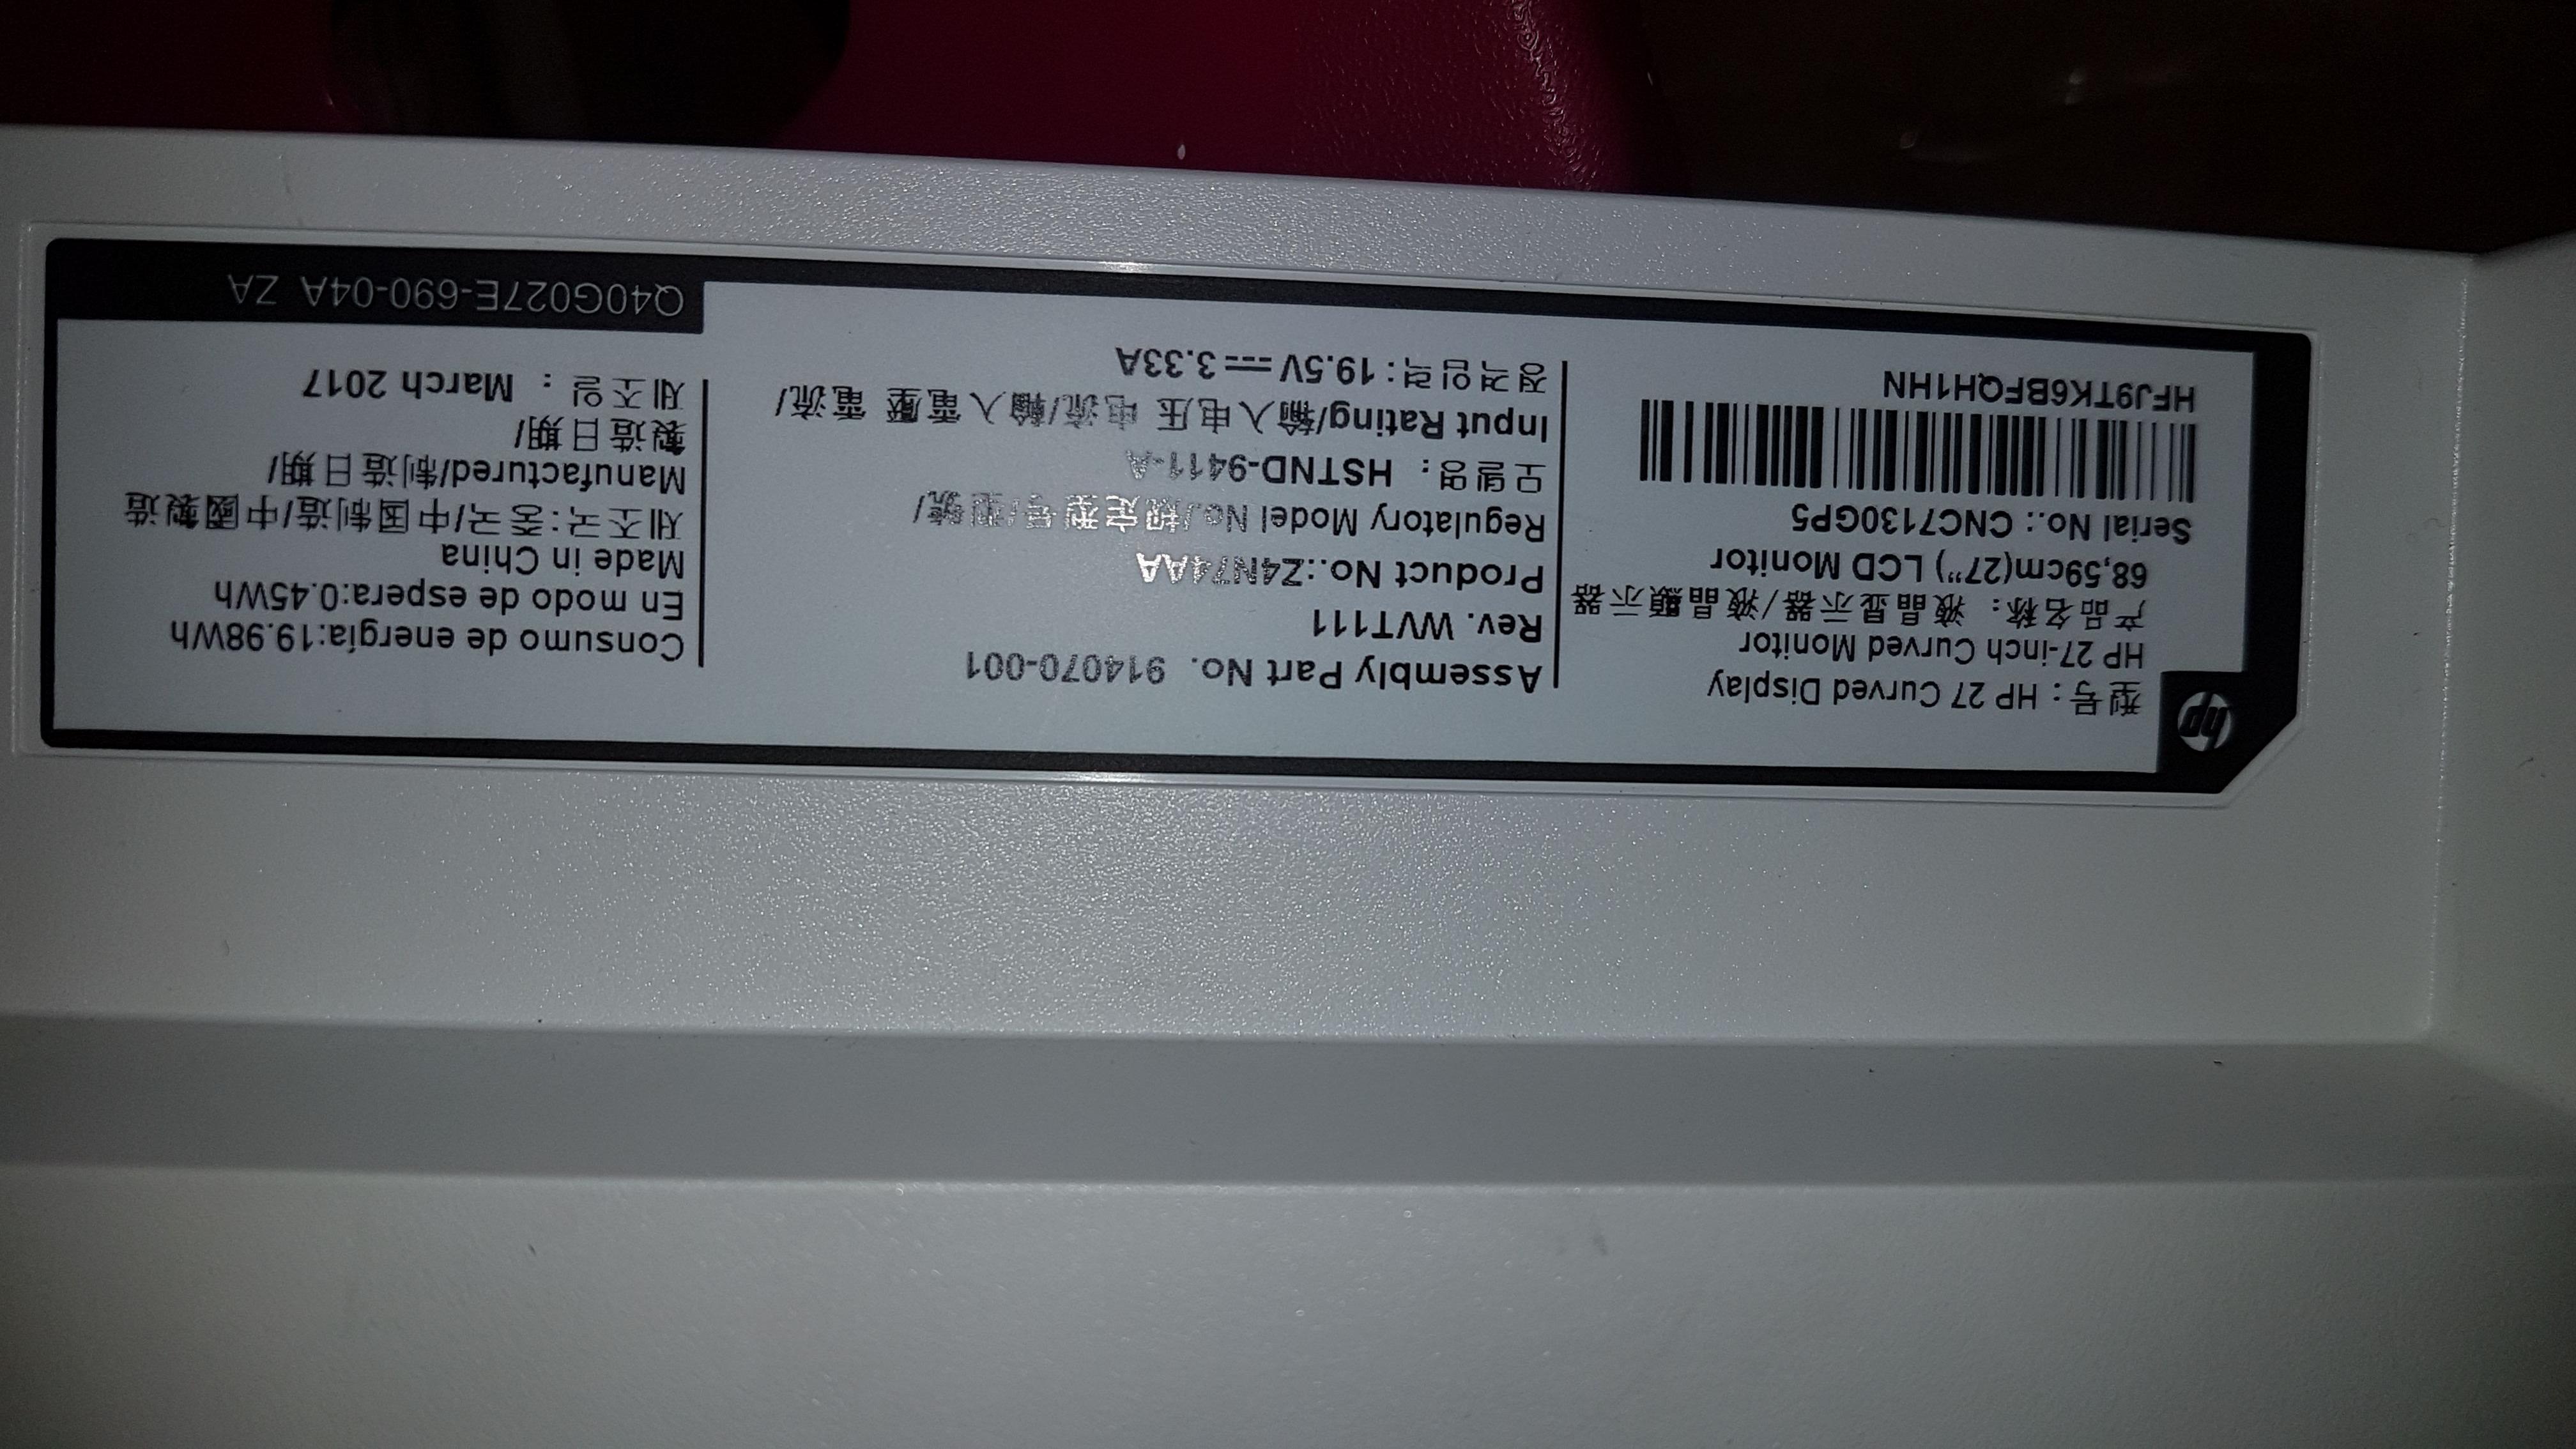 hp
型号：HP 27 Curved Display
HP 27-inch Curved Monitor
产品名称：液晶显示器/液晶顯示器
68,59cm(27") LCD Monitor
Serial No.: CNC7130GP5
HFJ9TK6BFQH1HN
Assembly Part No. 914070-001
Rev. WVT111
Product No.:Z4N74AA
Regulatory Model No./规定型号/型號/
모델명: HSTND-9411-A
Input Rating/输入电压 电流/輸入電壓 電流/
정격입력:19.5V⎓3.33A
Consumo de energía:19.98Wh
En modo de espera:0.45Wh
Made in China
제조국:중국/中国制造/中國製造
Manufactured/制造日期/
製造日期/
제조일 : March 2017
Q40G027E-690-04A ZA